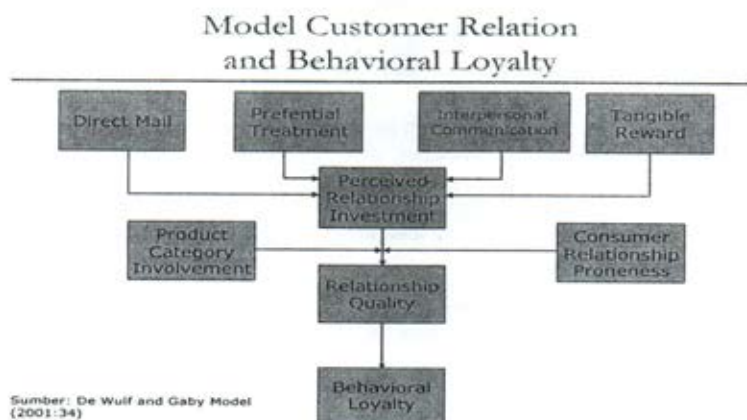 Model Customer Relation
and Behavioral Loyalty
Direct Mail
Prefential
Treatment
Interpersonal
Communication
Tangible
Reward
Perceived
Relationship
Investment
Product
Category
Involvement
Consumer
Relationship
Proneness
Relationship
Quality
Behavioral
Loyalty
Sumber: De Wulf and Gaby Model
(2001:34)